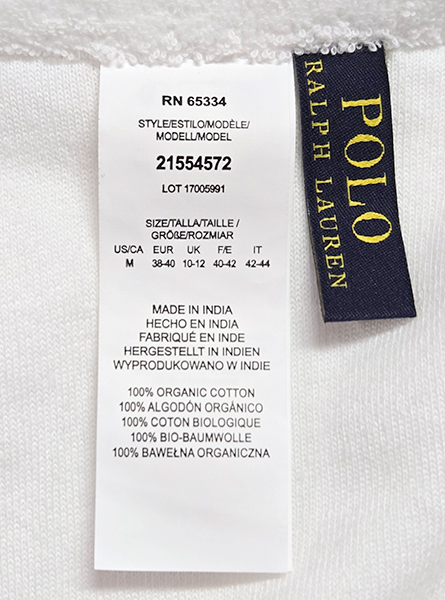 RN 65334
STYLE/ESTILO/MODÈLE/
MODELL/MODEL
21554572
LOT 17005991
SIZE/TALLA/TAILLE /
GRÖßE/ROZMIAR
US/CA EUR UK F/E IT
M 38-40 10-12 40-42 42-44
MADE IN INDIA
HECHO EN INDIA
FABRIQUÉ EN INDE
HERGESTELLT IN INDIEN
WYPRODUKOWANO W INDIE
100% ORGANIC COTTON
100% ALGODÓN ORGÁNICO
100% COTON BIOLOGIQUE
100% BIO-BAUMWOLLE
100% BAWEŁNA ORGANICZNA
POLO
RALPH LAUREN